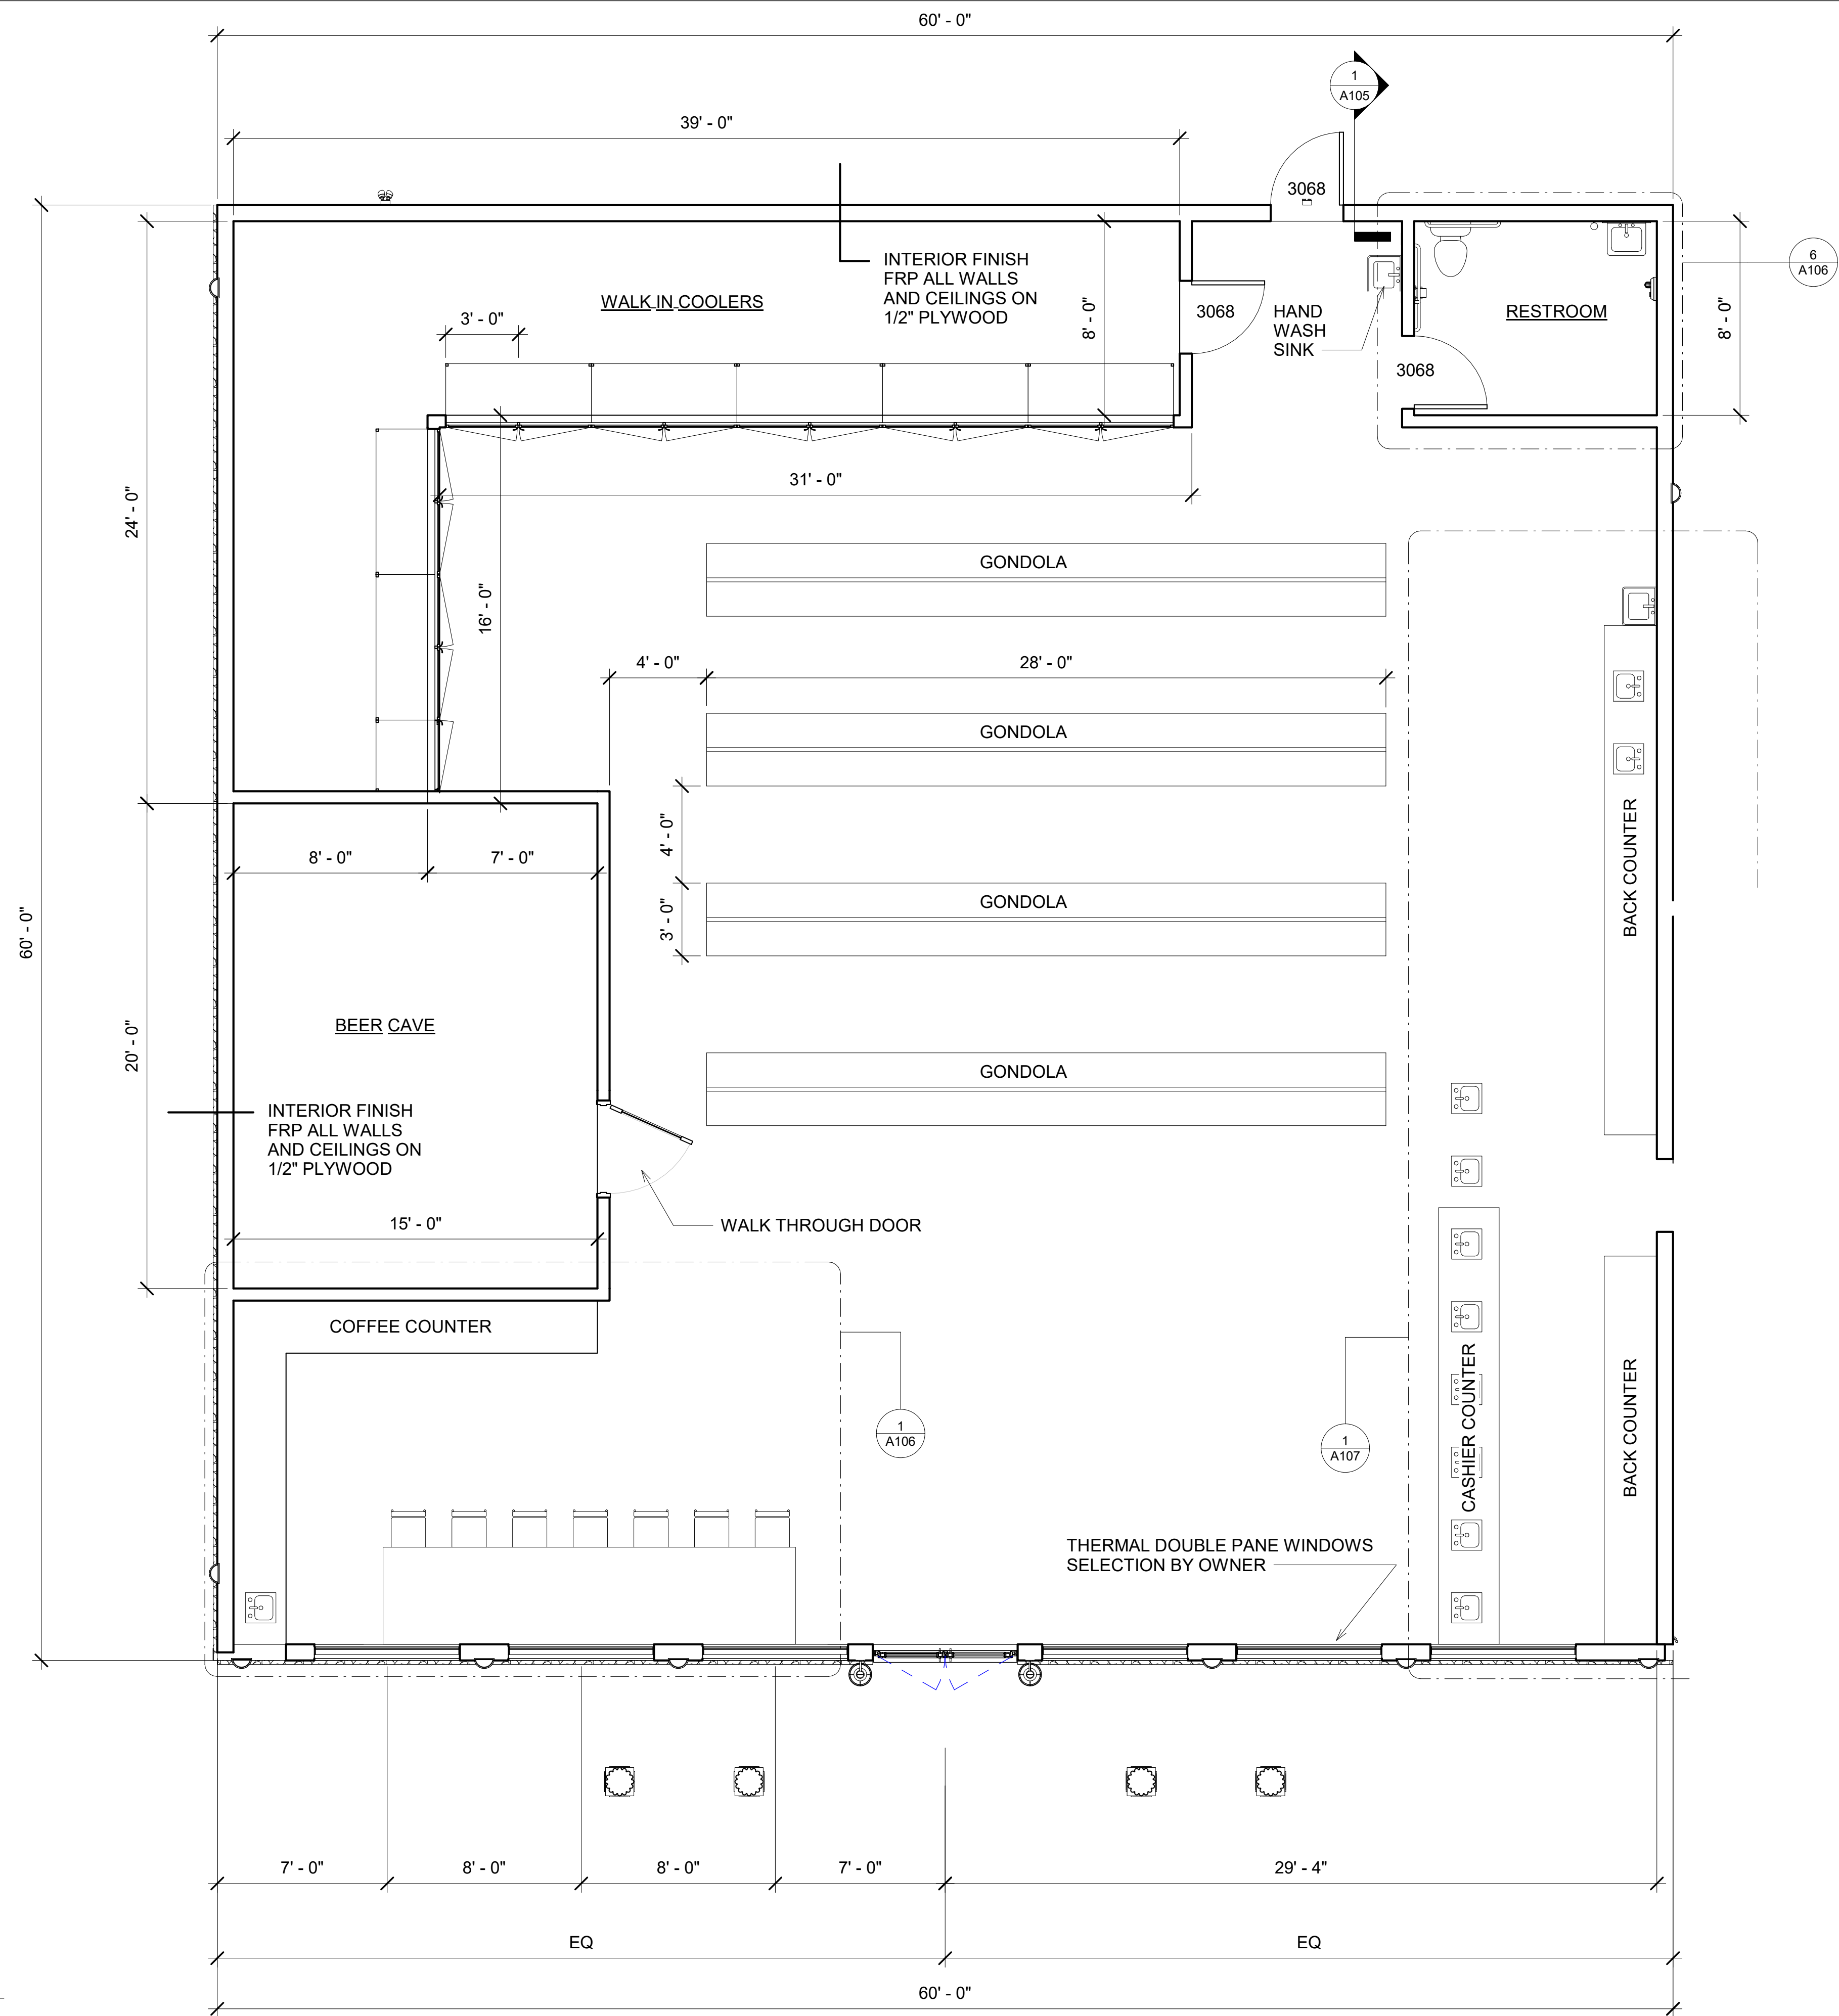 60' - 0"
1
A105
39' - 0"
3068
INTERIOR FINISH
FRP ALL WALLS
AND CEILINGS ON
1/2" PLYWOOD
6
A106
WALK IN COOLERS
3' - 0"
8' - 0"
3068
HAND
WASH
SINK
RESTROOM
8' - 0"
3068
31' - 0"
24' - 0"
GONDOLA
16' - 0"
4' - 0"
28' - 0"
GONDOLA
4' - 0"
8' - 0"
7' - 0"
BACK COUNTER
GONDOLA
3' - 0"
60' - 0"
BEER CAVE
20' - 0"
GONDOLA
INTERIOR FINISH
FRP ALL WALLS
AND CEILINGS ON
1/2" PLYWOOD
15' - 0"
WALK THROUGH DOOR
COFFEE COUNTER
1
A106
1
A107
CASHIER COUNTER
BACK COUNTER
THERMAL DOUBLE PANE WINDOWS
SELECTION BY OWNER
7' - 0"
8' - 0"
8' - 0"
7' - 0"
29' - 4"
EQ
EQ
60' - 0"